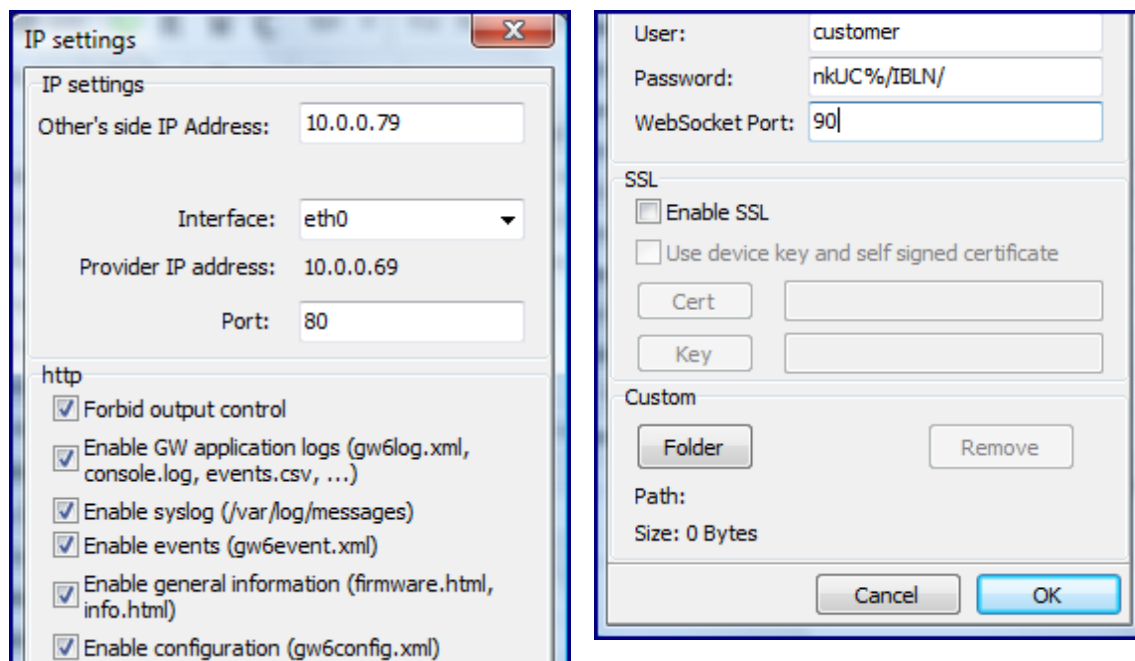 IP settings
IP settings
Other's side IP Address: 10.0.0.79
Interface: eth0
Provider IP address: 10.0.0.69
Port: 80
http
Forbid output control
Enable GW application logs (gw6log.xml,
console.log, events.csv, ...)
Enable syslog (/var/log/messages)
Enable events (gw6event.xml)
Enable general information (firmware.html,
info.html)
Enable configuration (gw6config.xml)
User: customer
Password: nkUC%/IBLN/
WebSocket Port: 90
SSL
Enable SSL
Use device key and self signed certificate
Cert
Key
Custom
Folder Remove
Path:
Size: 0 Bytes
Cancel OK